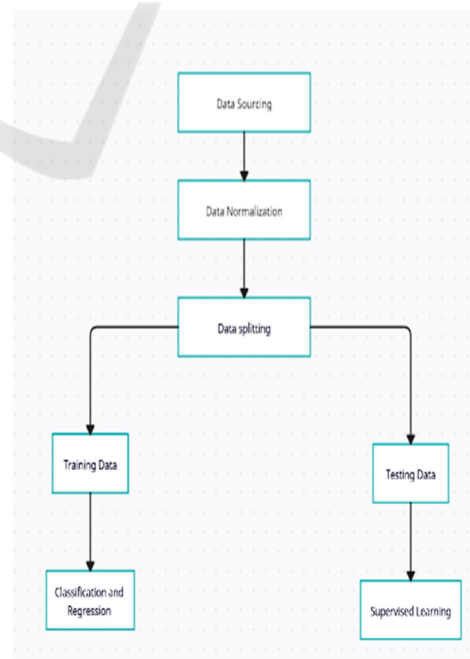 Data Sourcing
Data Normalization
Data splitting
Training Data
Testing Data
Classification and
Regression
Supervised Learning